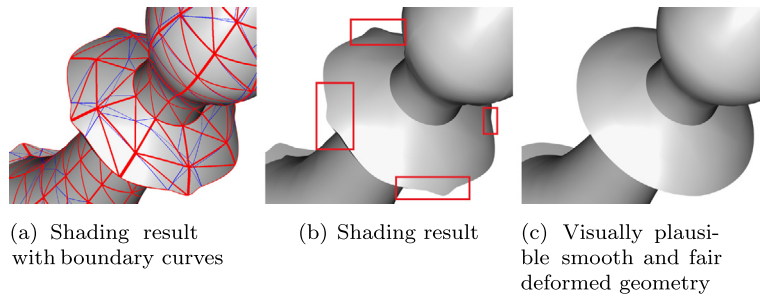 (a) Shading result
with boundary curves
(b) Shading result
(c) Visually plausi-
ble smooth and fair
deformed geometry